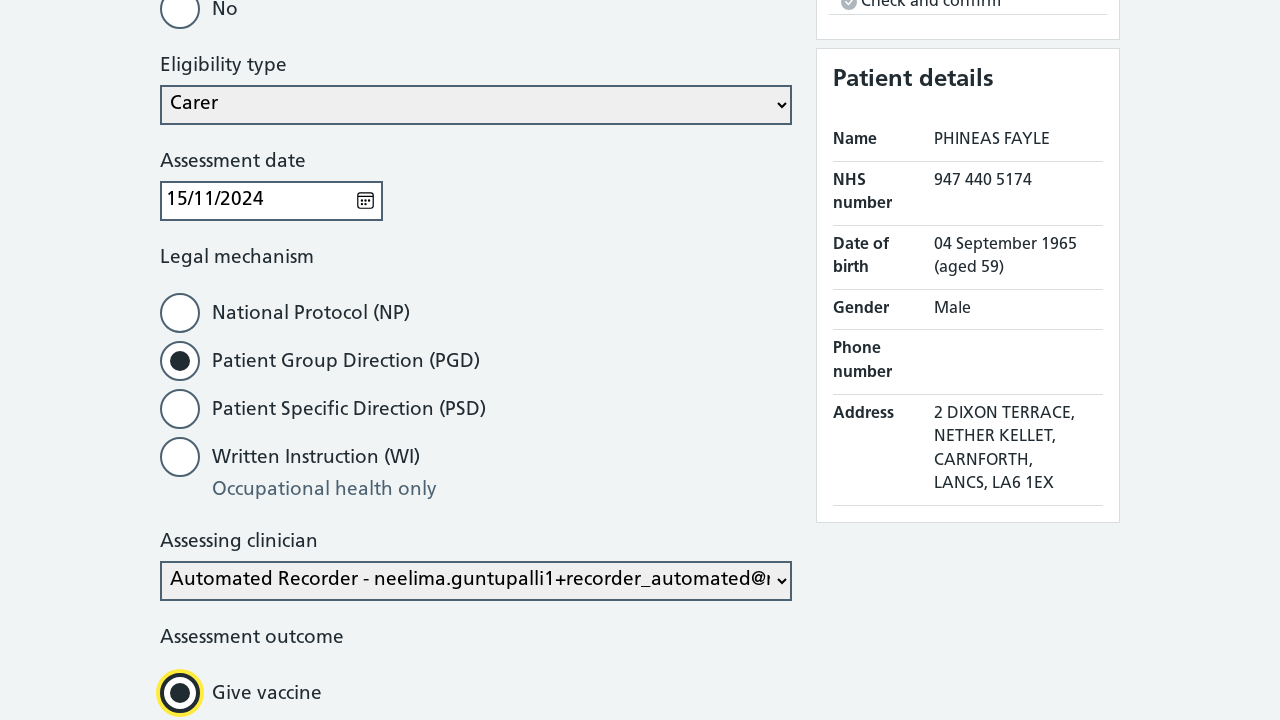 No
Eligibility type
Carer
Assessment date
15/11/2024
Legal mechanism
National Protocol (NP)
Patient Group Direction (PGD)
Patient Specific Direction (PSD)
Written Instruction (WI)
Occupational health only
Assessing clinician
Automated Recorder - neelima.guntupalli1+recorder_automated@
Assessment outcome
Give vaccine
Check and confirm
Patient details
Name PHINEAS FAYLE
NHS number 947 440 5174
Date of birth 04 September 1965 (aged 59)
Gender Male
Phone number
Address 2 DIXON TERRACE,
NETHER KELLET,
CARNFORTH,
LANCS, LA6 1EX